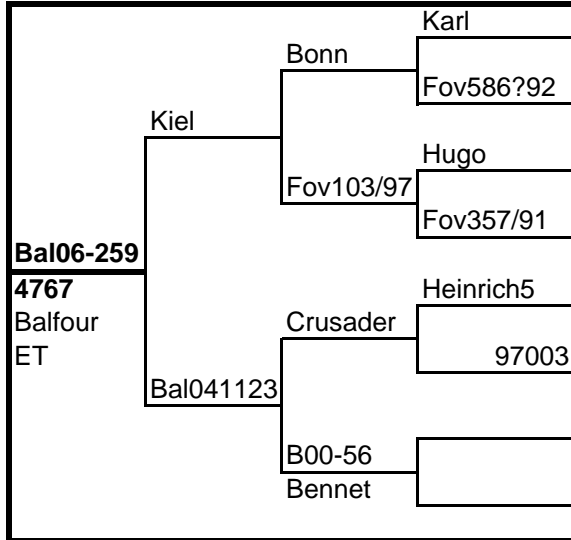 Karl
Bonn
Fov586?92
Kiel
Hugo
Fov103/97
Fov357/91
Bal06-259
4767
Balfour
ET
Heinrich5
Crusader
97003
Bal041123
B00-56
Bennet